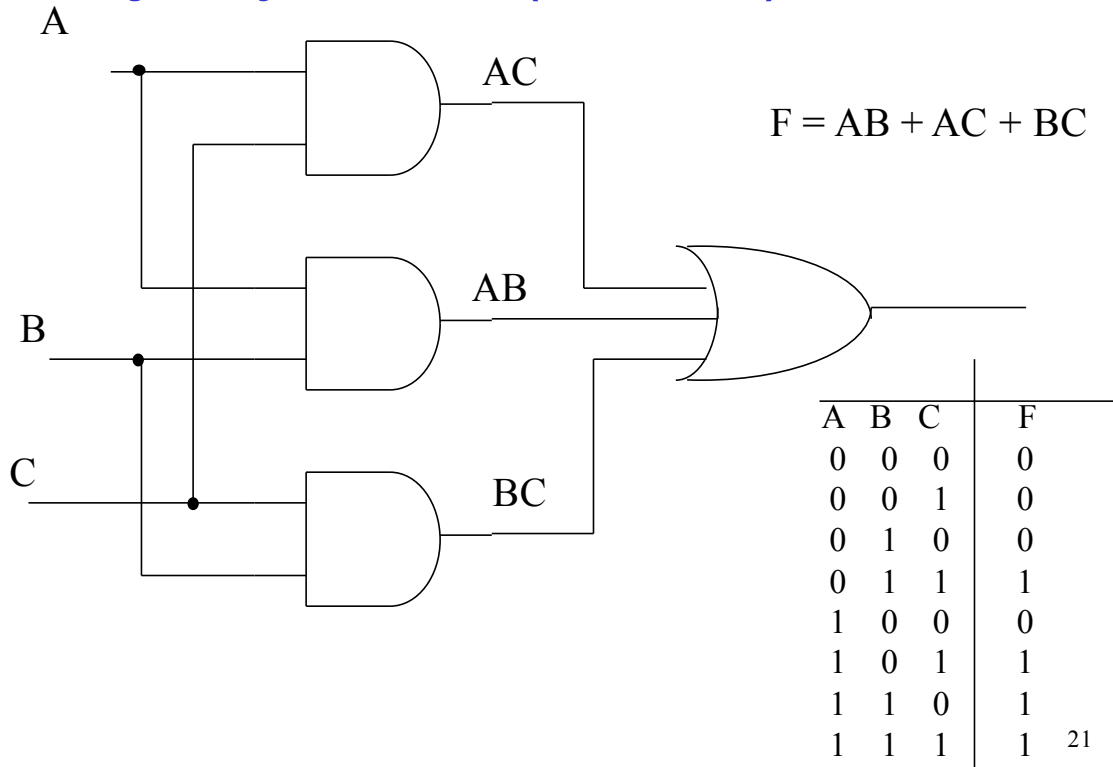 A
AC
F = AB + AC + BC
AB
B
C
BC
A B C F
0 0 0 0
0 0 1 0
0 1 0 0
0 1 1 1
1 0 0 0
1 0 1 1
1 1 0 1
1 1 1 1
21